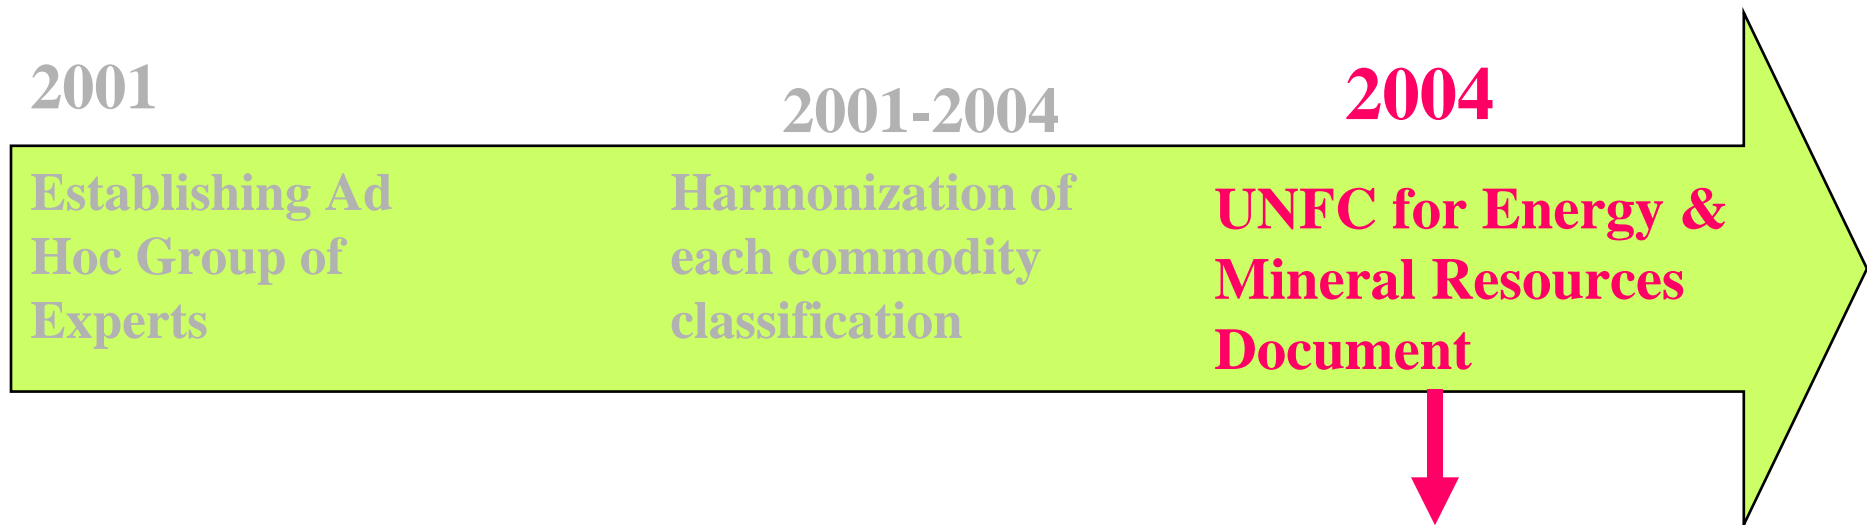 2001
Establishing Ad
Hoc Group of
Experts
2001-2004
Harmonization of
each commodity
classification
2004
UNFC for Energy &
Mineral Resources
Document